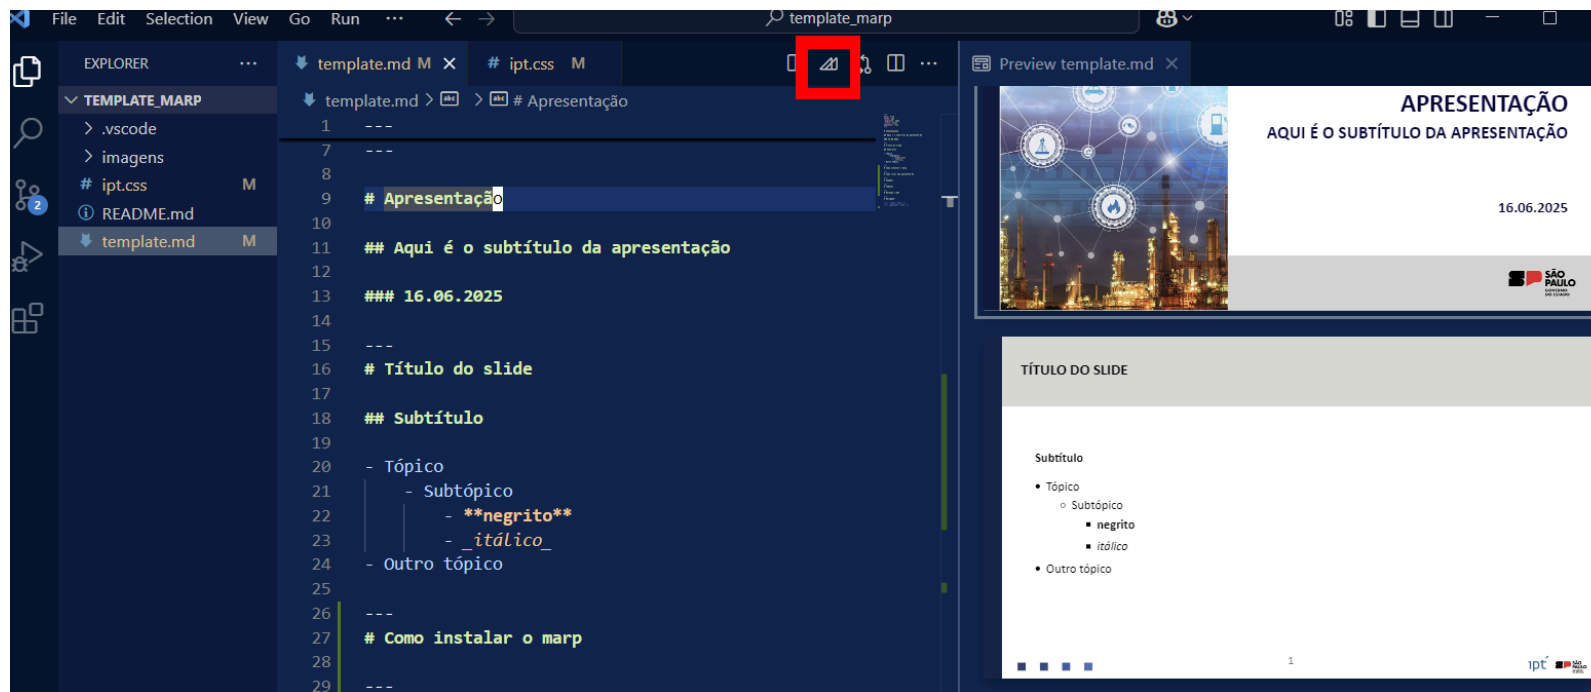 File Edit Selection View Go Run ··· template_marp
EXPLORER ···
TEMPLATE_MARP
.vscode
imagens
# ipt.css M
README.md
template.md M
2
template.md M
# ipt.css M
template.md > > # Apresentação
1 ---
7 ---
8
9 # Apresentação
10
11 ## Aqui é o subtítulo da apresentação
12
13 ### 16.06.2025
14
15 ---
16 # Título do slide
17
18 ## Subtítulo
19
20 - Tópico
21 - Subtópico
22 - **negrito**
23 - _itálico_
24 - Outro tópico
25
26 ---
27 # Como instalar o marp
28
29 ---
Preview template.md
APRESENTAÇÃO
AQUI É O SUBTÍTULO DA APRESENTAÇÃO
16.06.2025
SÃO
PAULO
GOVERNO
DO ESTADO
TÍTULO DO SLIDE
Subtítulo
• Tópico
○ Subtópico
▪ negrito
▪ itálico
• Outro tópico
1
ipt